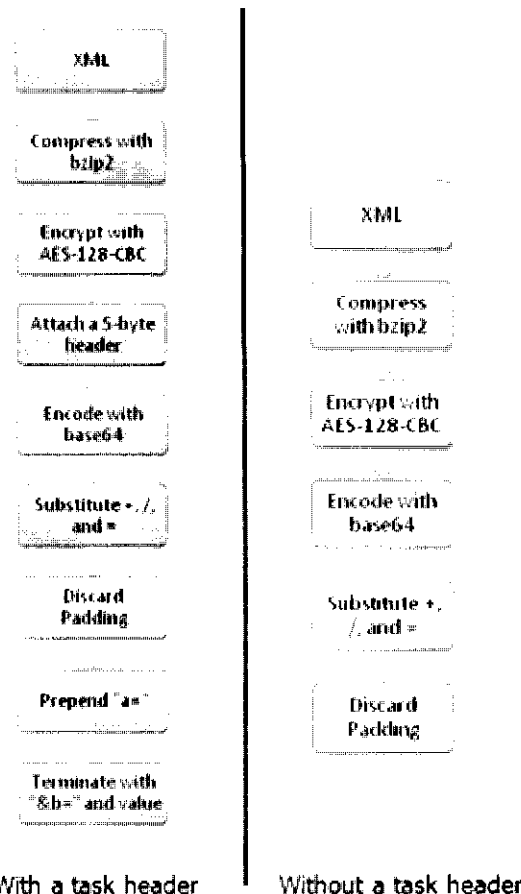 XML
Compress with
bzip2
Encrypt with
AES-128-CBC
Attach a 5-byte
header
Encode with
base64
Substitute +, /,
and =
Discard
Padding
Prepend "a="
Terminate with
"&b=" and value
With a task header
XML
Compress
with bzip2
Encrypt with
AES-128-CBC
Encode with
base64
Substitute +,
/, and =
Discard
Padding
Without a task header